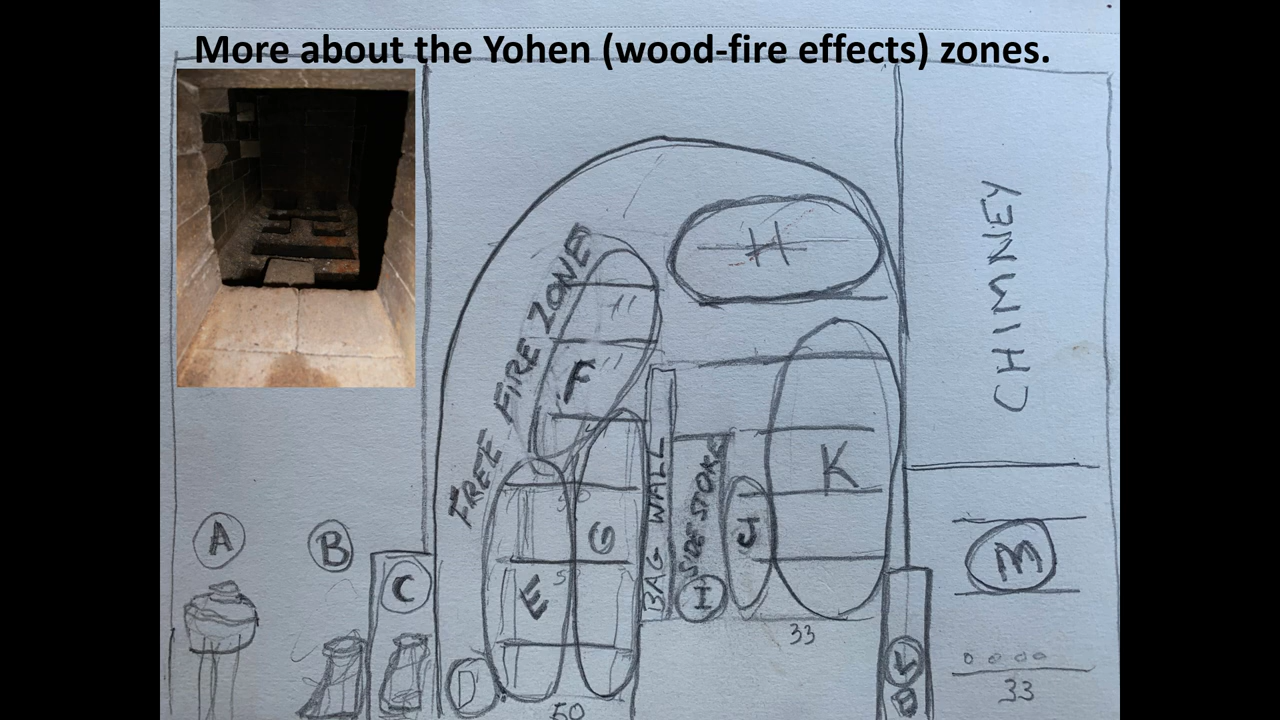 More about the Yohen (wood-fire effects) zones.
CHIMNEY
H
FREE FIRE ZONE
F
K
BAG WALL
SIDE STOKE
A
B
C
G
J
M
E
I
D
33
50
33